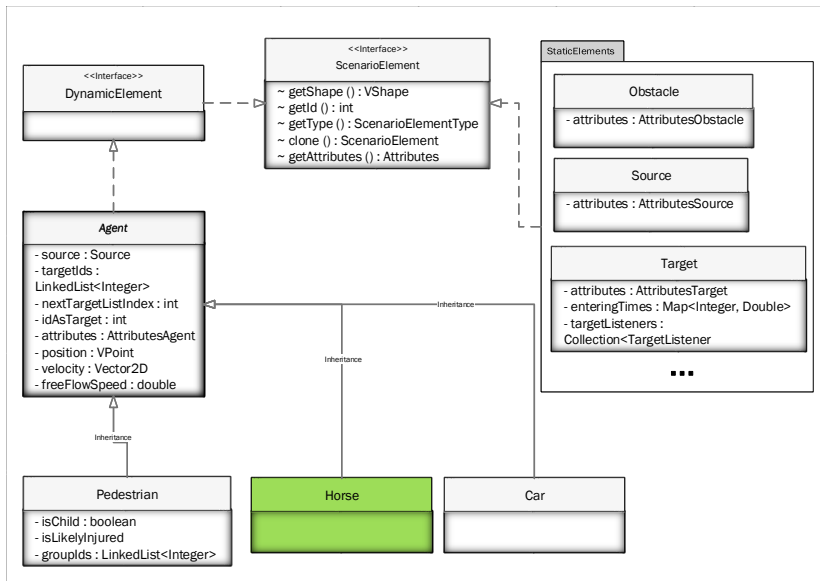 <<Interface>>
DynamicElement
<<Interface>>
ScenarioElement
~ getShape () : VShape
~ getId () : int
~ getType () : ScenarioElementType
~ clone () : ScenarioElement
~ getAttributes () : Attributes
StaticElements
Obstacle
- attributes : AttributesObstacle
Source
- attributes : AttributesSource
Target
- attributes : AttributesTarget
- enteringTimes : Map<Integer, Double>
- targetListeners :
Collection<TargetListener
...
Agent
- source : Source
- targetIds :
LinkedList<Integer>
- nextTargetListIndex : int
- idAsTarget : int
- attributes : AttributesAgent
- position : VPoint
- velocity : Vector2D
- freeFlowSpeed : double
Inheritance
Inheritance
Inheritance
Pedestrian
- isChild : boolean
- isLikelyInjured
- groupIds : LinkedList<Integer>
Horse
Car